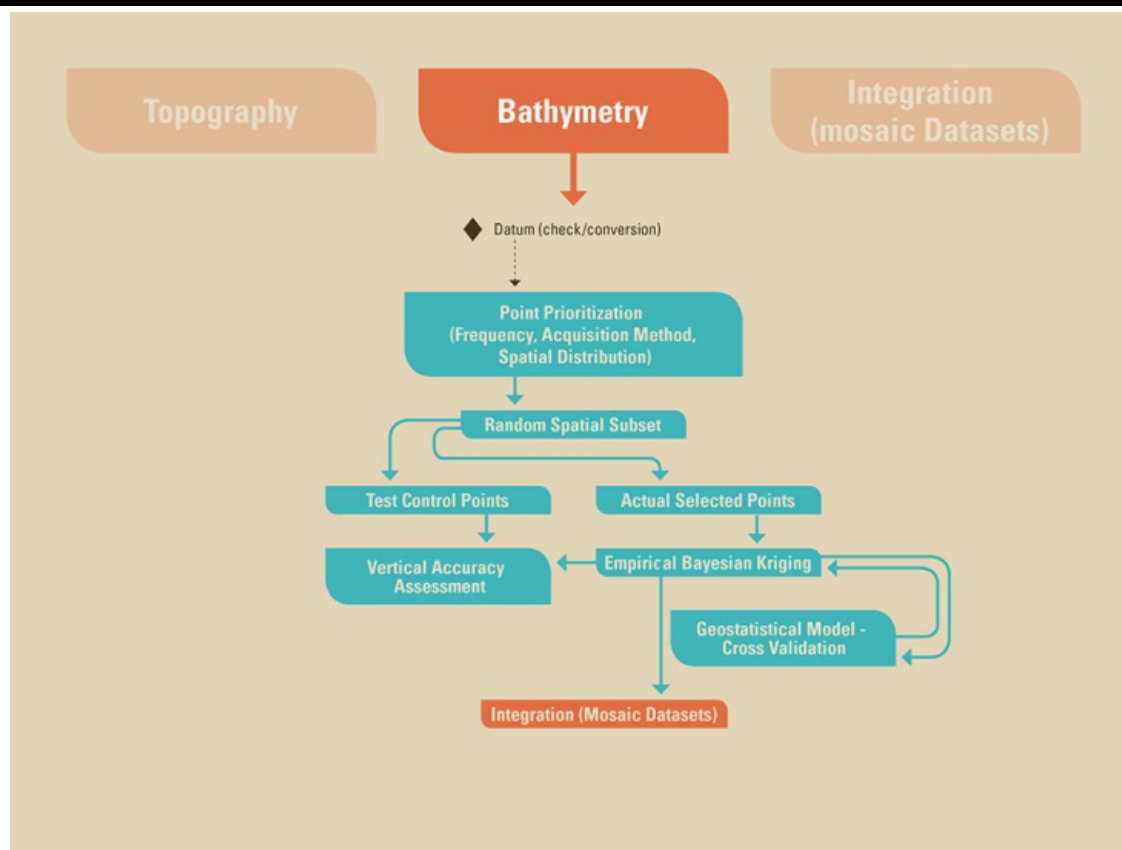 Topography
Bathymetry
Integration
(mosaic Datasets)
Datum (check/conversion)
Point Prioritization
(Frequency, Acquisition Method,
Spatial Distribution)
Random Spatial Subset
Test Control Points
Actual Selected Points
Vertical Accuracy
Assessment
Empirical Bayesian Kriging
Geostatistical Model -
Cross Validation
Integration (Mosaic Datasets)